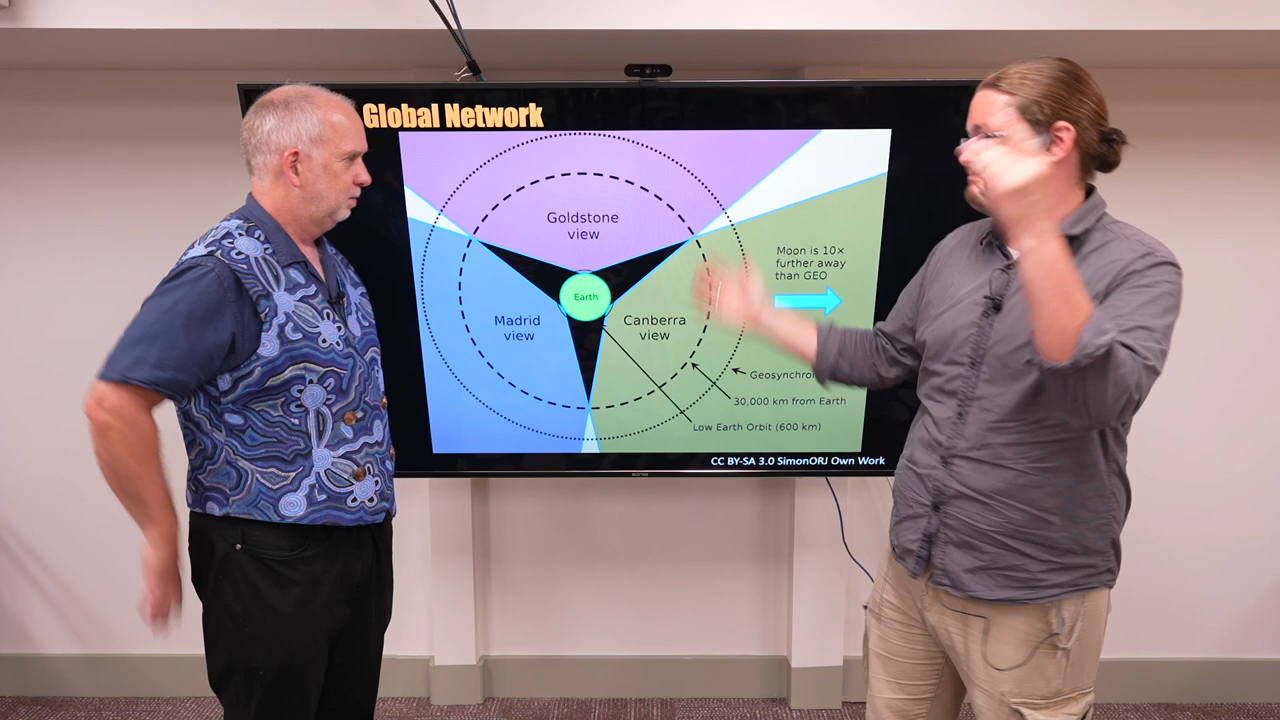 Global Network
Goldstone
view
Moon is 10×
further away
than GEO
Earth
Madrid
view
Canberra
view
30,000 km from Earth
Low Earth Orbit (600 km)
CC BY-SA 3.0 SimonORJ Own Work